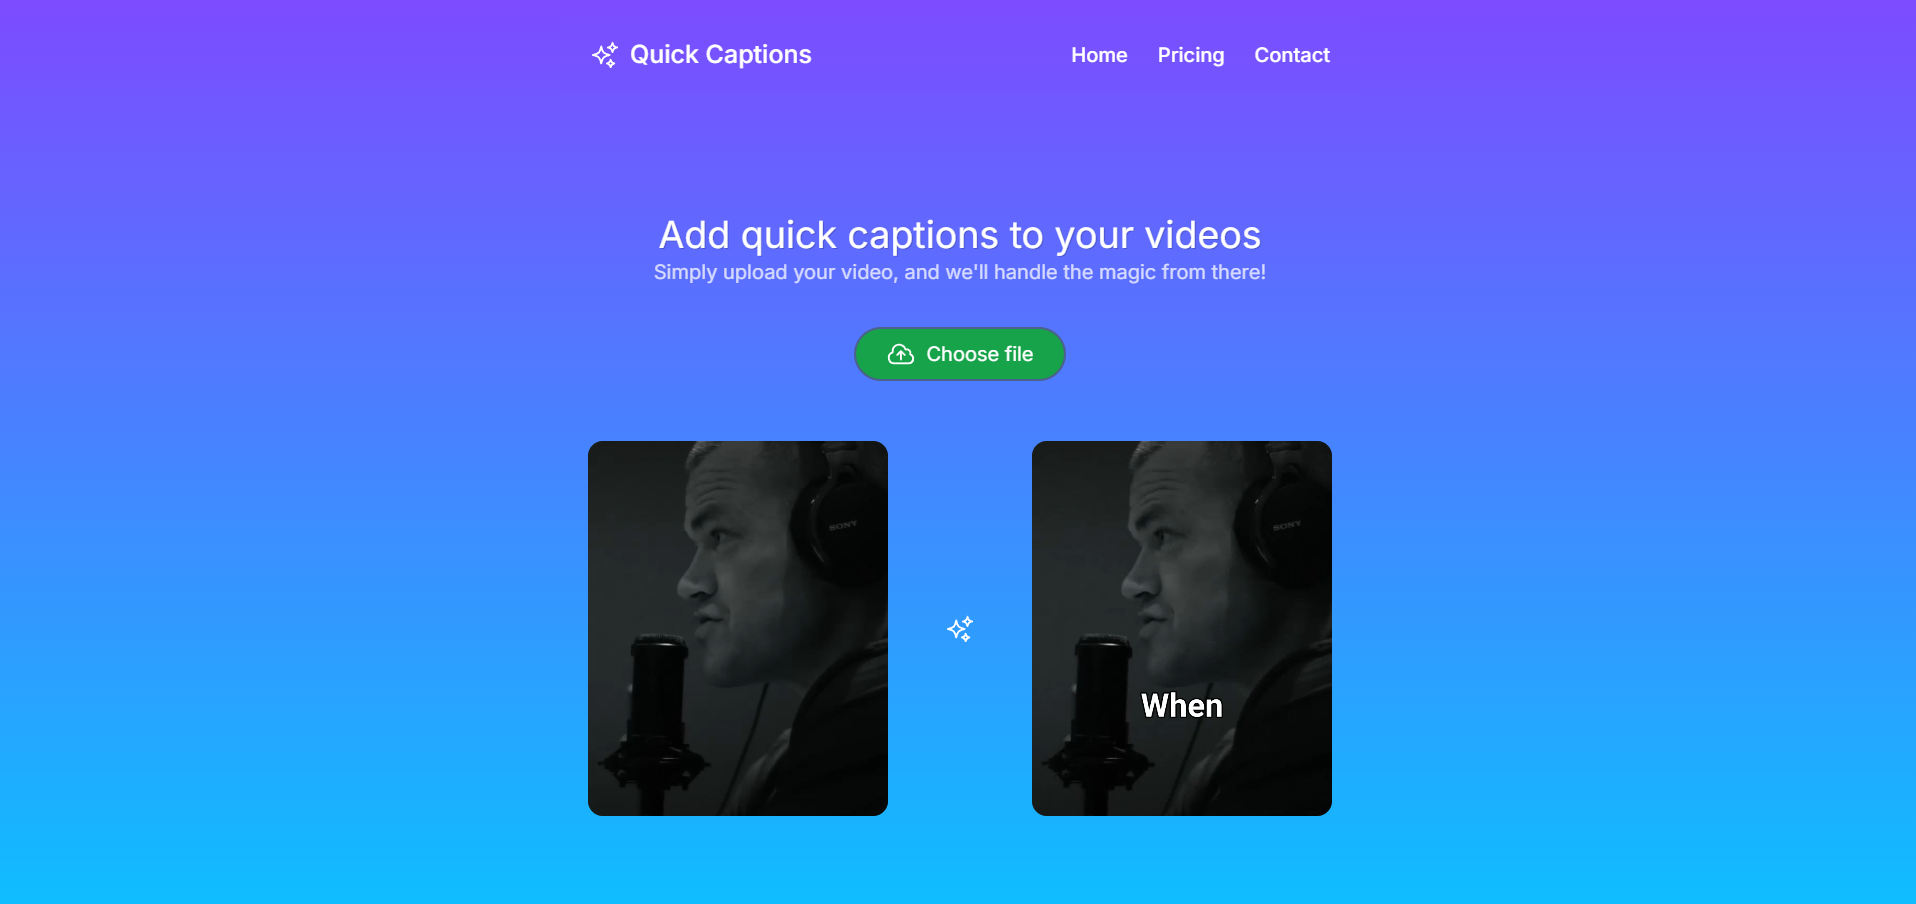 Quick Captions
Home Pricing Contact
Add quick captions to your videos
Simply upload your video, and we'll handle the magic from there!
Choose file
SONY
SONY
When